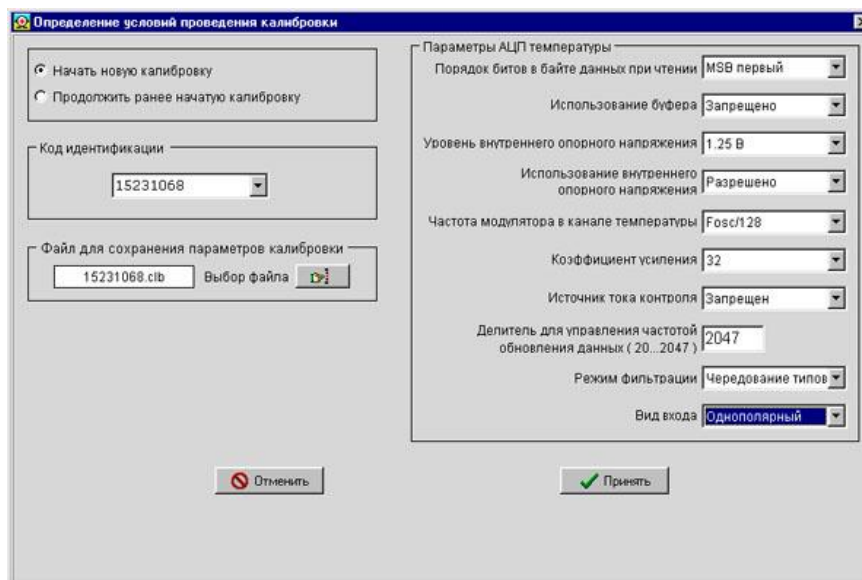 Определение условий проведения калибровки
Начать новую калибровку
Продолжить ранее начатую калибровку
Код идентификации
15231068
Файл для сохранения параметров калибровки
15231068.clb Выбор файла
Параметры АЦП температуры
Порядок битов в байте данных при чтении MSB первый
Использование буфера Запрещено
Уровень внутреннего опорного напряжения 1.25 В
Использование внутреннего
опорного напряжения Разрешено
Частота модулятора в канале температуры Fosc/128
Коэффициент усиления 32
Источник тока контроля Запрещен
Делитель для управления частотой
обновления данных ( 20...2047 ) 2047
Режим фильтрации Чередование типов
Вид входа Однополярный
Отменить Принять